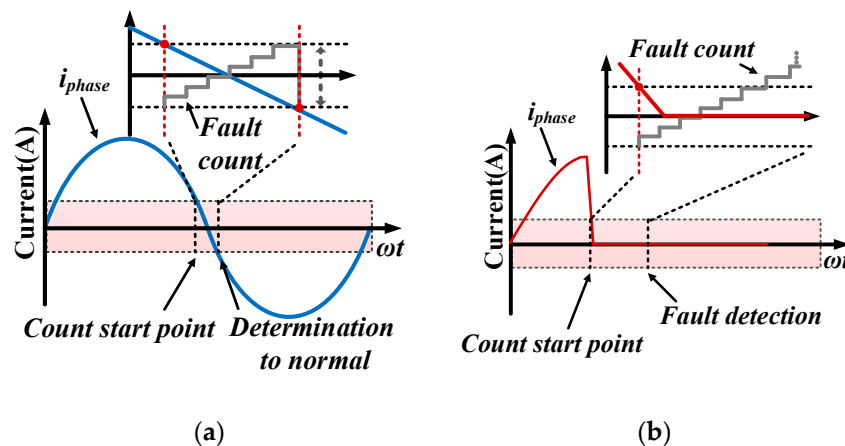 i_phase
Fault
count
Current(A)
ωt
Count start point
Determination
to normal
(a)
Fault count
i_phase
Current(A)
ωt
Fault detection
Count start point
(b)